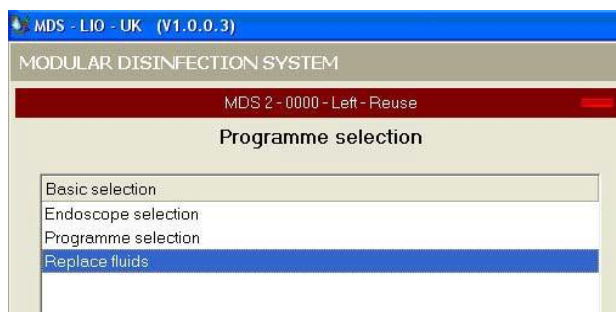 MDS - LIO - UK (V1.0.0.3)
MODULAR DISINFECTION SYSTEM
MDS 2 - 0000 - Left - Reuse
Programme selection
Basic selection
Endoscope selection
Programme selection
Replace fluids